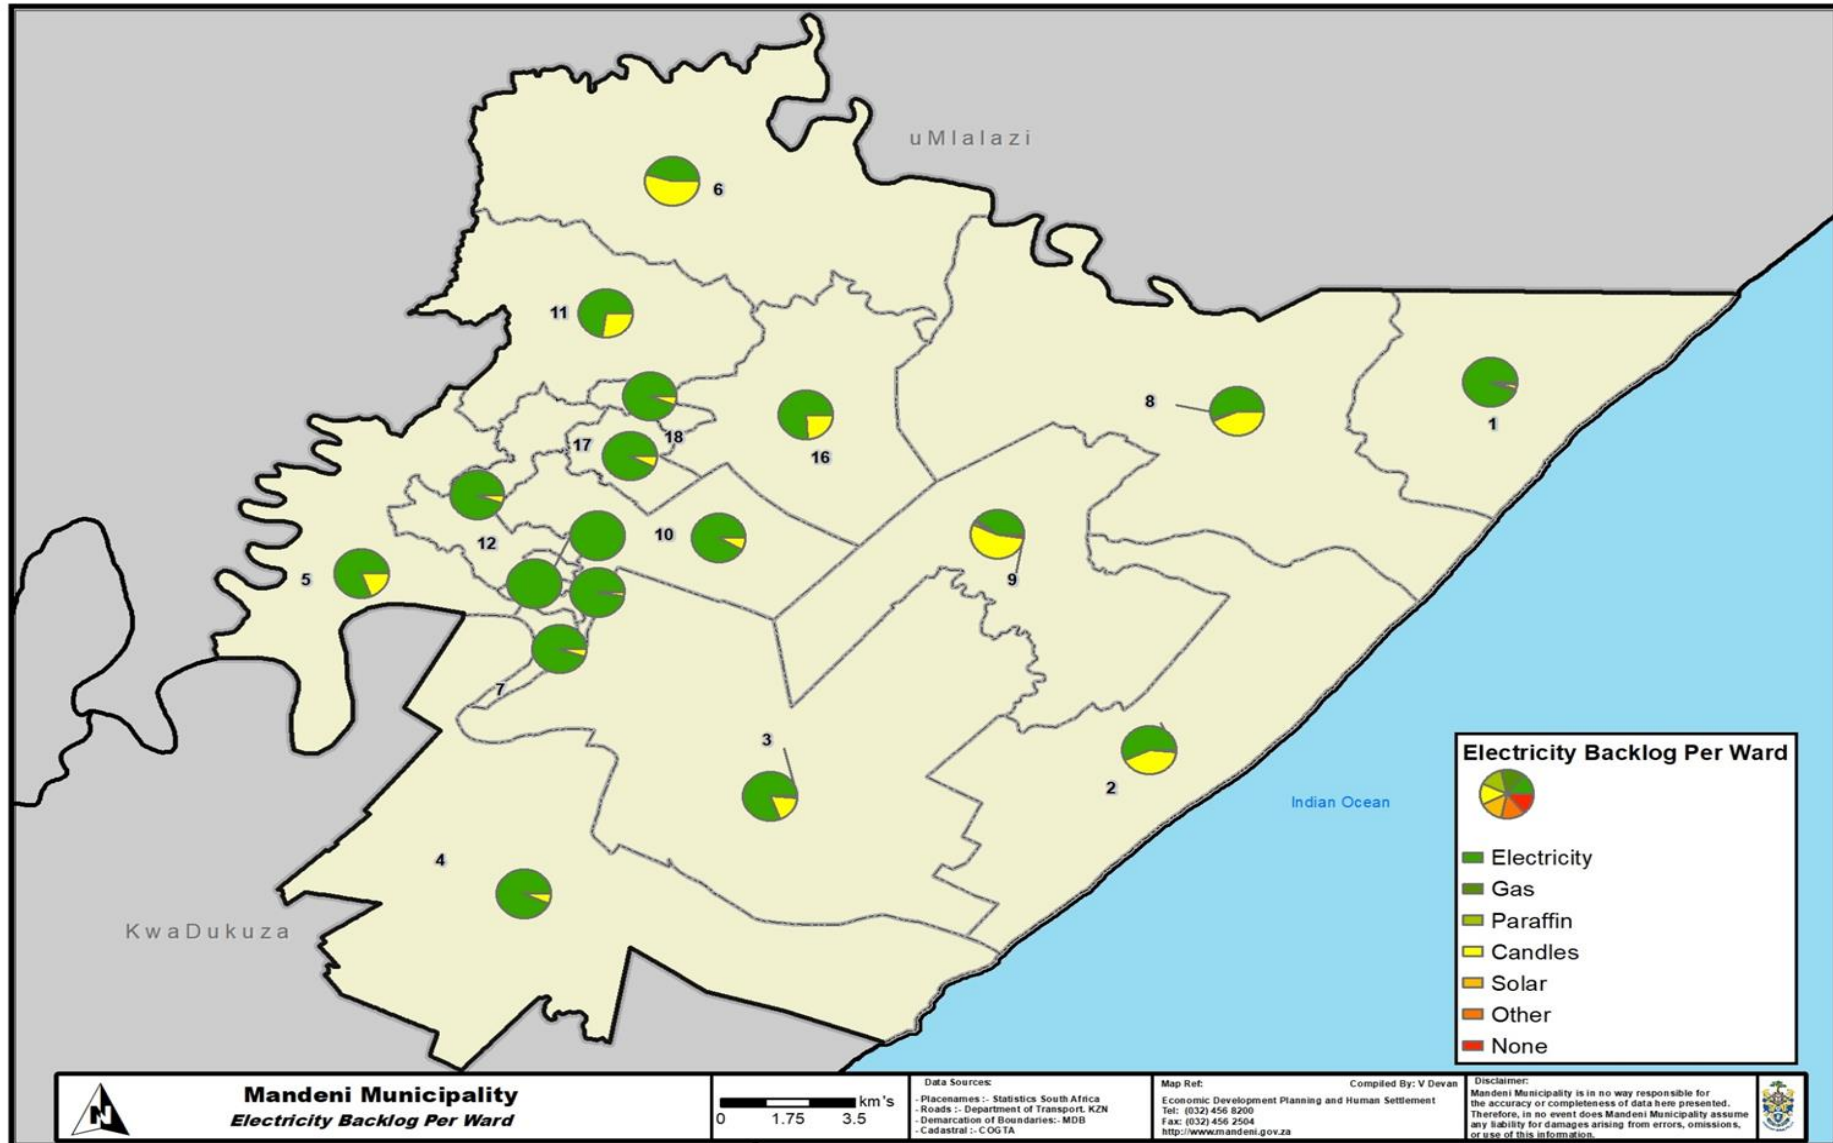 uMlalazi
6
11
8
1
18
17
16
10
12
5
9
7
3
2
4
Indian Ocean
KwaDukuza
Electricity Backlog Per Ward
Electricity
Gas
Paraffin
Candles
Solar
Other
None
N
Mandeni Municipality
Electricity Backlog Per Ward
km's
0 1.75 3.5
Data Sources:
- Placenames :- Statistics South Africa
- Roads :- Department of Transport. KZN
- Demarcation of Boundaries:- MDB
- Cadastral :- COGTA
Map Ref: Compiled By: V Devan
Economic Development Planning and Human Settlement
Tel: (032) 456 8200
Fax: (032) 456 2504
http://www.mandeni.gov.za
Disclaimer:
Mandeni Municipality is in no way responsible for
the accuracy or completeness of data here presented.
Therefore, in no event does Mandeni Municipality assume
any liability for damages arising from errors, omissions,
or use of this information.